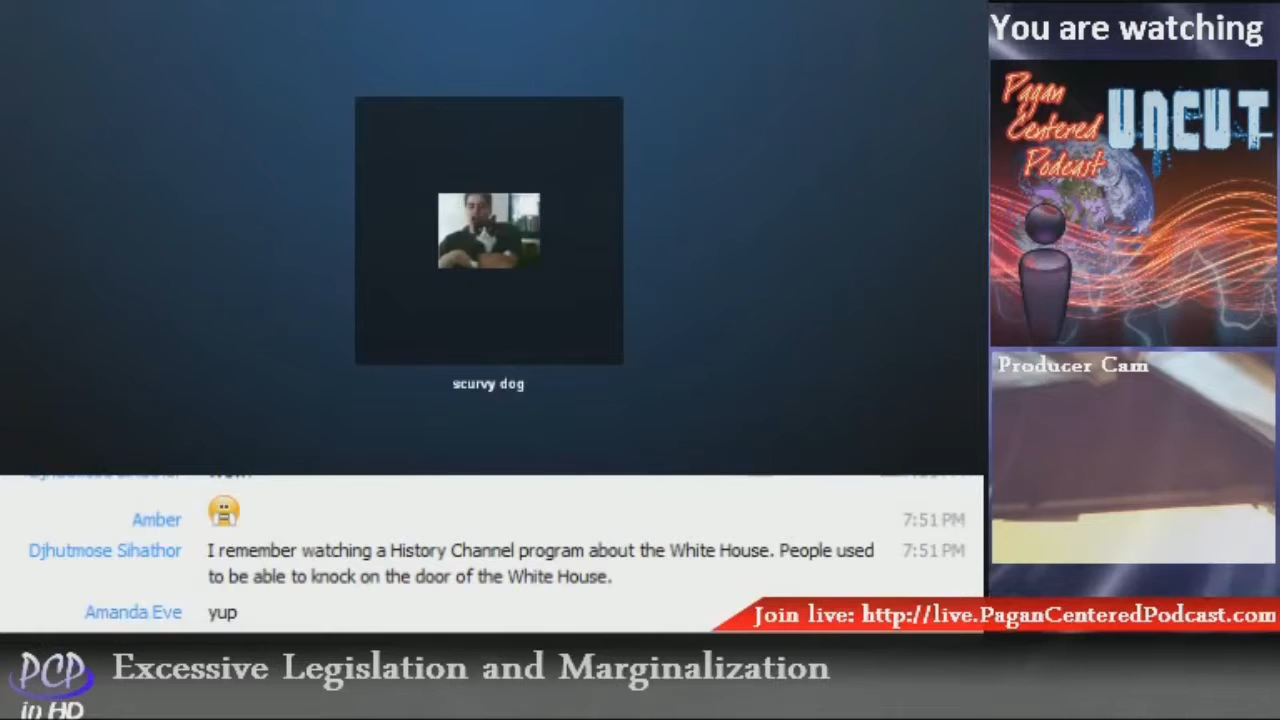 You are watching
Pagan
Centered
Podcast
UNCUT
Producer Cam
scurvy dog
Amber
7:51 PM
Djhutmose Sihathor
I remember watching a History Channel program about the White House. People used
7:51 PM
to be able to knock on the door of the White House.
Amanda Eve
yup
Join live: http://live.PaganCenteredPodcast.com
PCP
in HD
Excessive Legislation and Marginalization